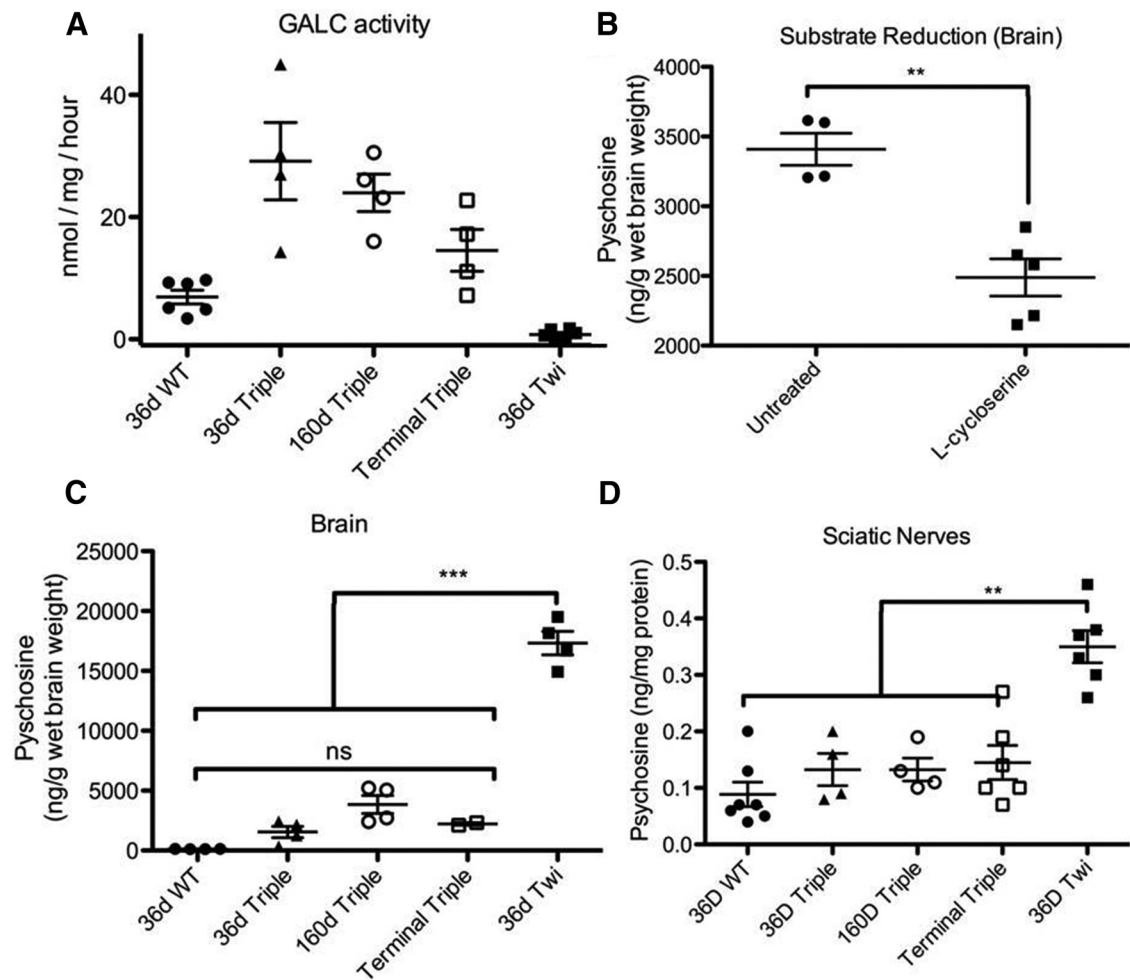 A
GALC activity
nmol / mg / hour
40
20
0
36d WT
36d Triple
160d Triple
Terminal Triple
36d Twi
B
Substrate Reduction (Brain)
Pyschosine
(ng/g wet brain weight)
4000
3500
3000
2500
2000
**
Untreated
L-cycloserine
C
Brain
Pyschosine
(ng/g wet brain weight)
25000
20000
15000
10000
5000
0
***
ns
36d WT
36d Triple
160d Triple
Terminal Triple
36d Twi
D
Sciatic Nerves
Psychosine (ng/mg protein)
0.5
0.4
0.3
0.2
0.1
0.0
**
36D WT
36D Triple
160D Triple
Terminal Triple
36D Twi